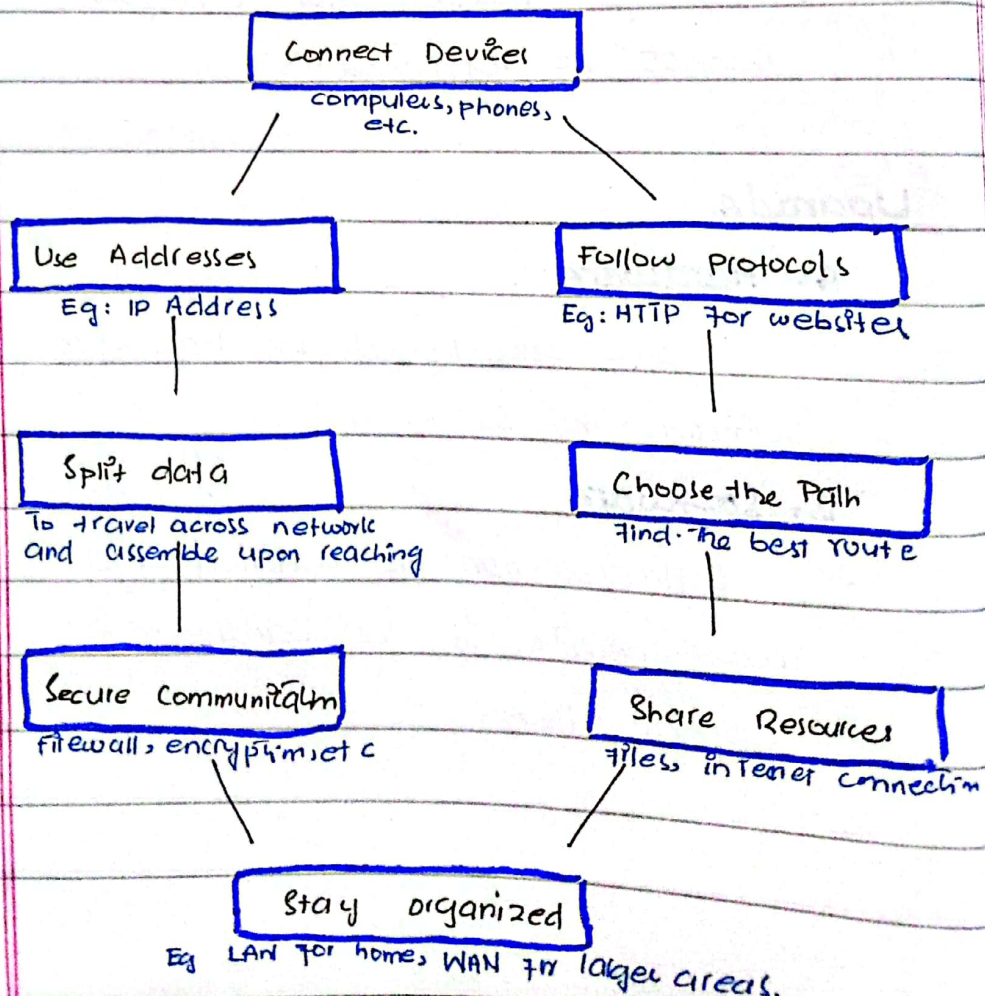 Connect Devices
computers, phones,
etc.
Use Addresses
Eg: IP Address
Follow protocols
Eg: HTTP for websites
Split data
To travel across network
and assemble upon reaching
Choose the Path
Find the best route
Secure Communication
firewall, encryption, etc
Share Resources
Files, internet connection
Stay organized
Eg LAN for home, WAN for larger areas.